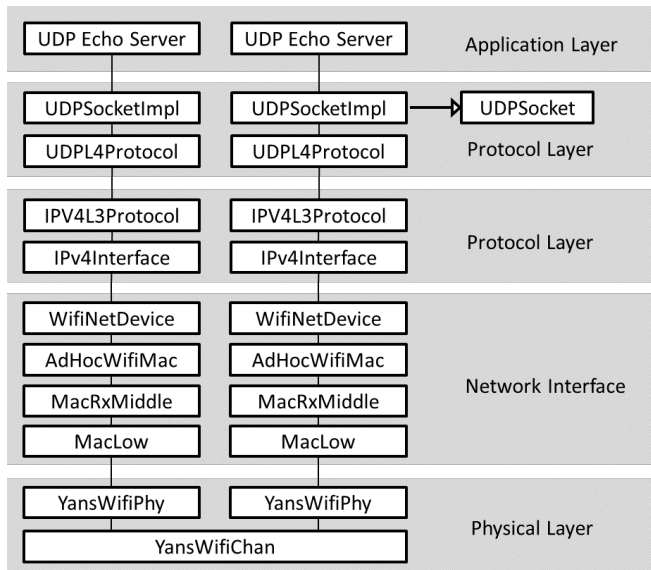 UDP Echo Server UDP Echo Server
Application Layer
UDPSocketImpl UDPSocketImpl UDPSocket
UDPL4Protocol UDPL4Protocol Protocol Layer
IPV4L3Protocol IPV4L3Protocol
Protocol Layer
IPv4Interface IPv4Interface
WifiNetDevice WifiNetDevice
AdHocWifiMac AdHocWifiMac
Network Interface
MacRxMiddle MacRxMiddle
MacLow MacLow
YansWifiPhy YansWifiPhy
Physical Layer
YansWifiChan